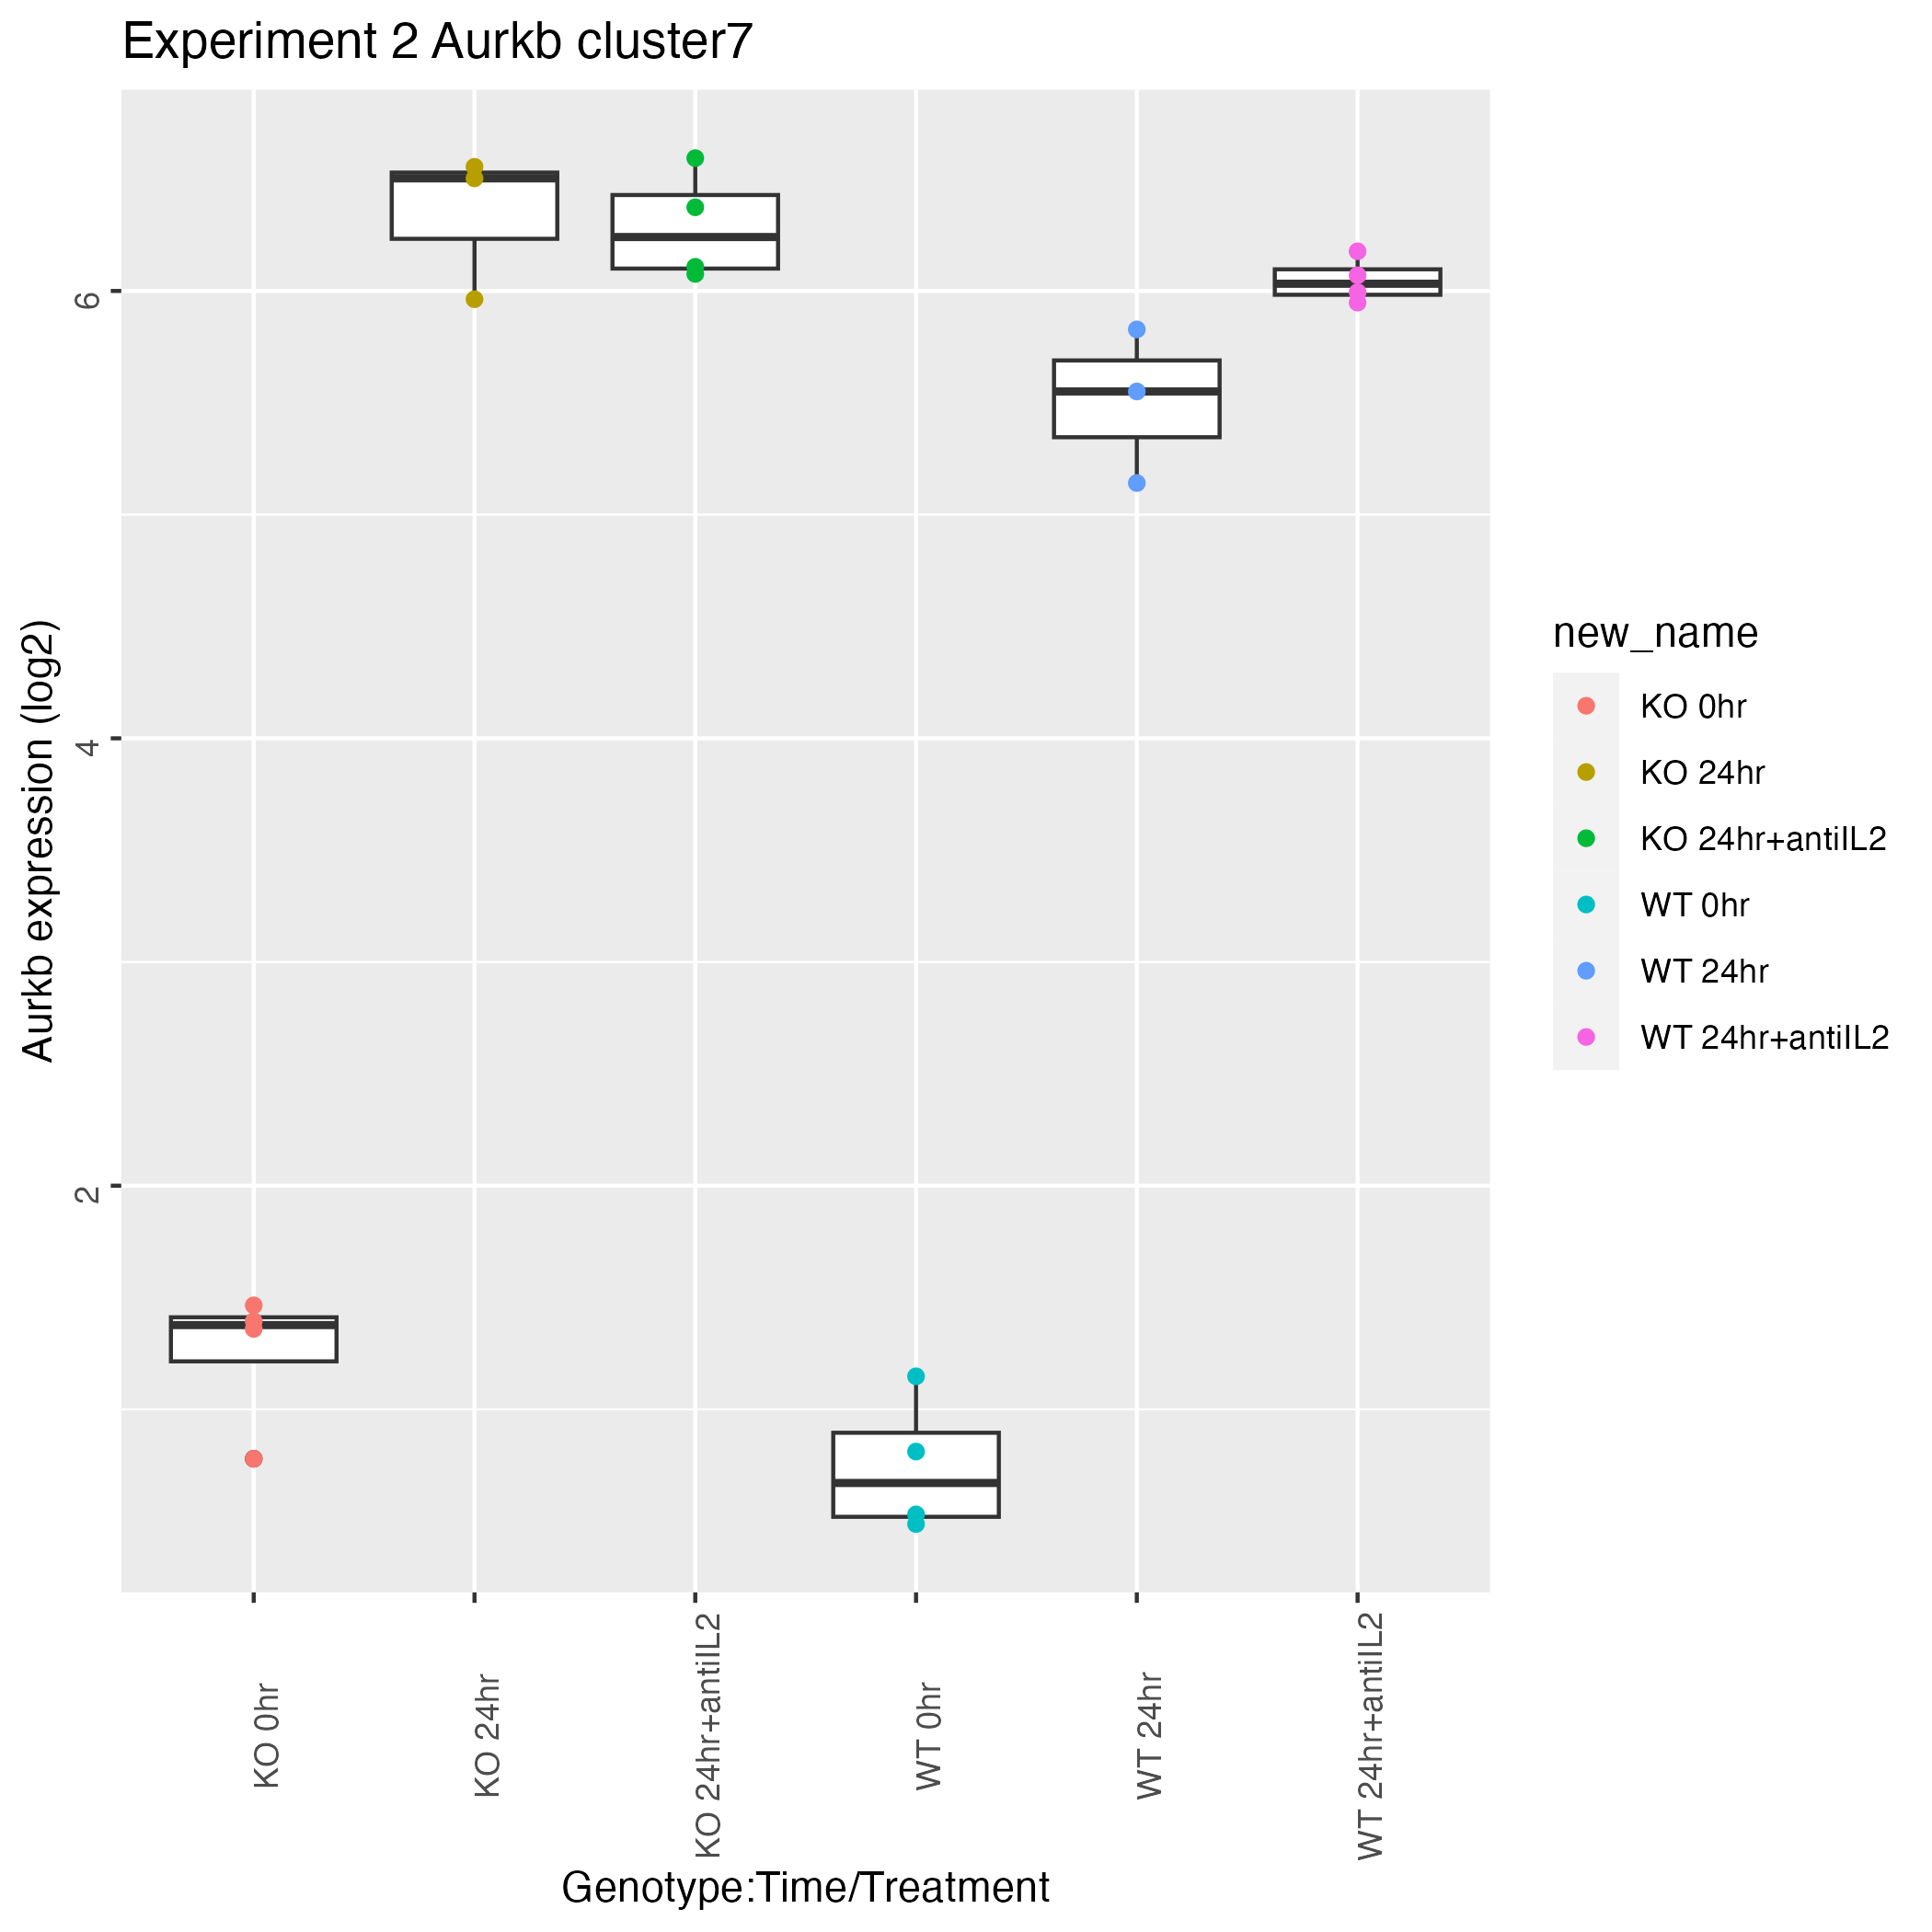 Experiment 2 Aurkb cluster7
Aurkb expression (log2)
6
4
2
KO 0hr
KO 24hr
KO 24hr+antiIL2
WT 0hr
WT 24hr
WT 24hr+antiIL2
Genotype:Time/Treatment
new_name
KO 0hr
KO 24hr
KO 24hr+antiIL2
WT 0hr
WT 24hr
WT 24hr+antiIL2